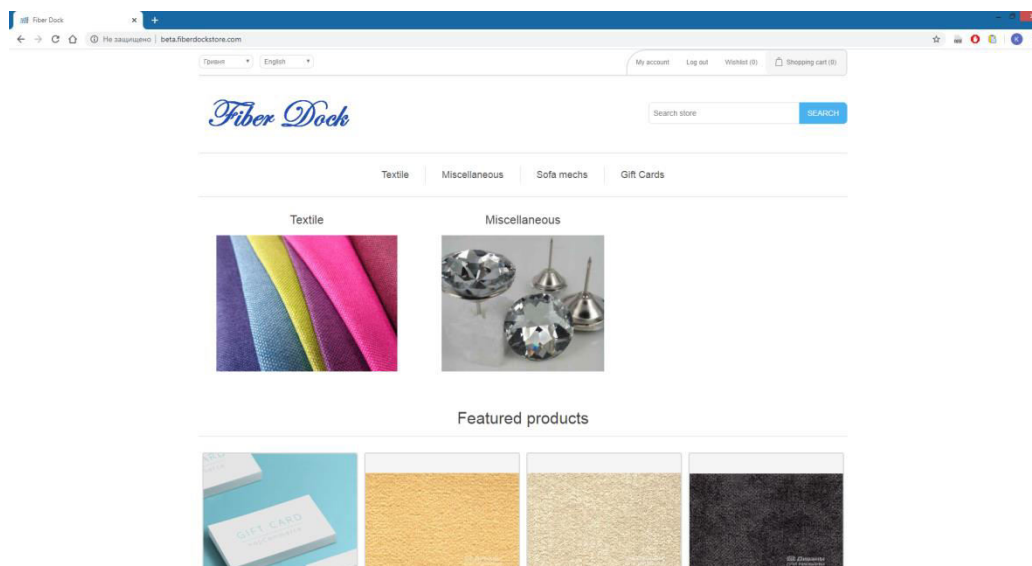 Fiber Dock
Не защищено | beta.fiberdockstore.com
Гривня English My account Log out Wishlist (0) Shopping cart (0)
Fiber Dock
Search store SEARCH
Textile Miscellaneous Sofa mechs Gift Cards
Textile Miscellaneous
Featured products
GIFT CARD